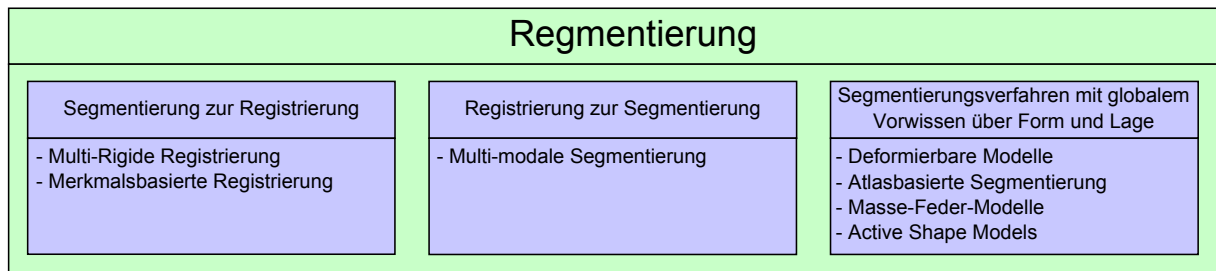 Regmentierung
Segmentierung zur Registrierung
- Multi-Rigide Registrierung
- Merkmalsbasierte Registrierung
Registrierung zur Segmentierung
- Multi-modale Segmentierung
Segmentierungsverfahren mit globalem
Vorwissen über Form und Lage
- Deformierbare Modelle
- Atlasbasierte Segmentierung
- Masse-Feder-Modelle
- Active Shape Models